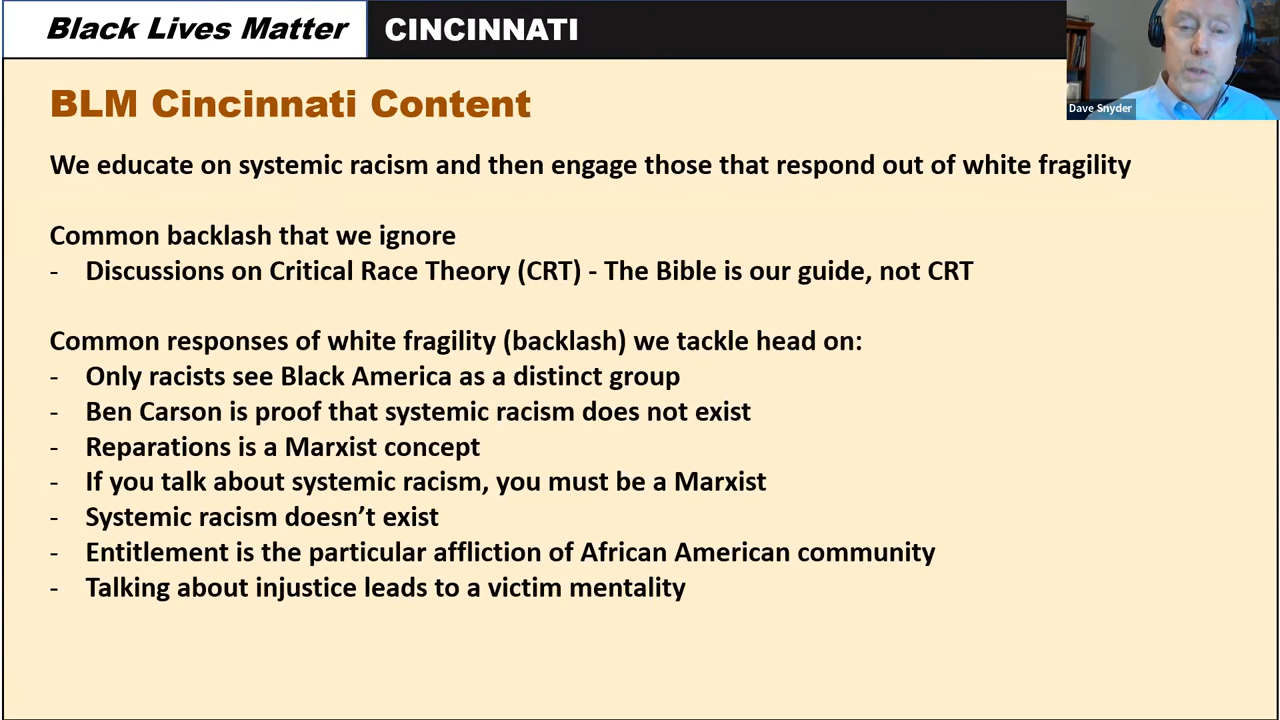 Black Lives Matter CINCINNATI
Dave Snyder
BLM Cincinnati Content
We educate on systemic racism and then engage those that respond out of white fragility
Common backlash that we ignore
- Discussions on Critical Race Theory (CRT) - The Bible is our guide, not CRT
Common responses of white fragility (backlash) we tackle head on:
- Only racists see Black America as a distinct group
- Ben Carson is proof that systemic racism does not exist
- Reparations is a Marxist concept
- If you talk about systemic racism, you must be a Marxist
- Systemic racism doesn’t exist
- Entitlement is the particular affliction of African American community
- Talking about injustice leads to a victim mentality